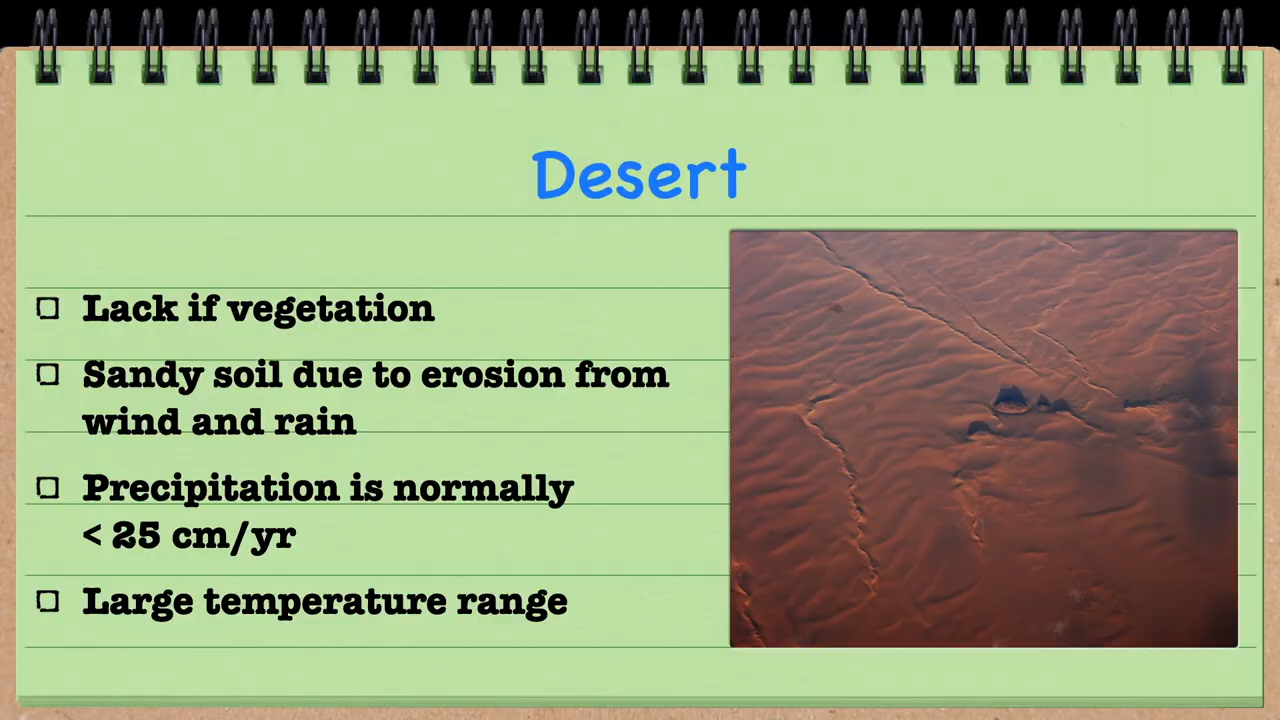 Desert
Lack if vegetation
Sandy soil due to erosion from
wind and rain
Precipitation is normally
< 25 cm/yr
Large temperature range